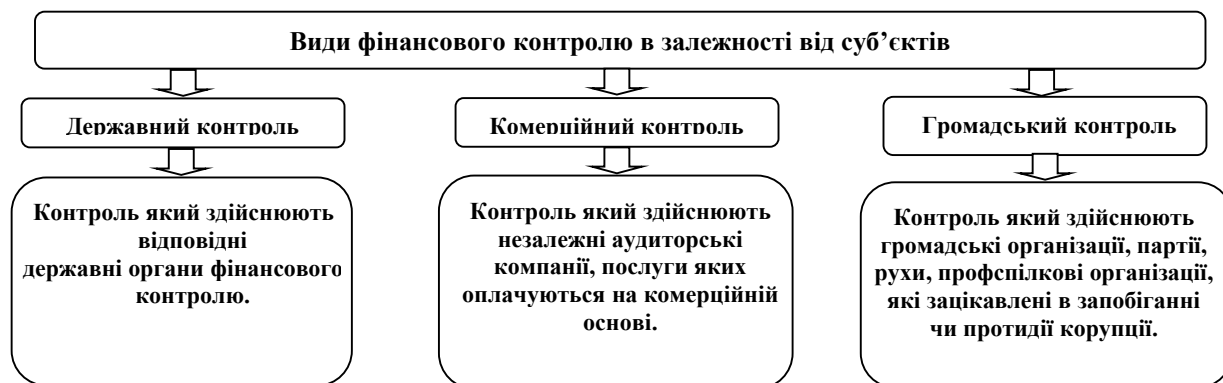 Види фінансового контролю в залежності від суб’єктів
Державний контроль
Комерційний контроль
Громадський контроль
Контроль який здійснюють
відповідні
державні органи фінансового
контролю.
Контроль який здійснюють
незалежні аудиторські
компанії, послуги яких
оплачуються на комерційній
основі.
Контроль який здійснюють
громадські організації, партії,
рухи, профспілкові організації,
які зацікавлені в запобіганні
чи протидії корупції.